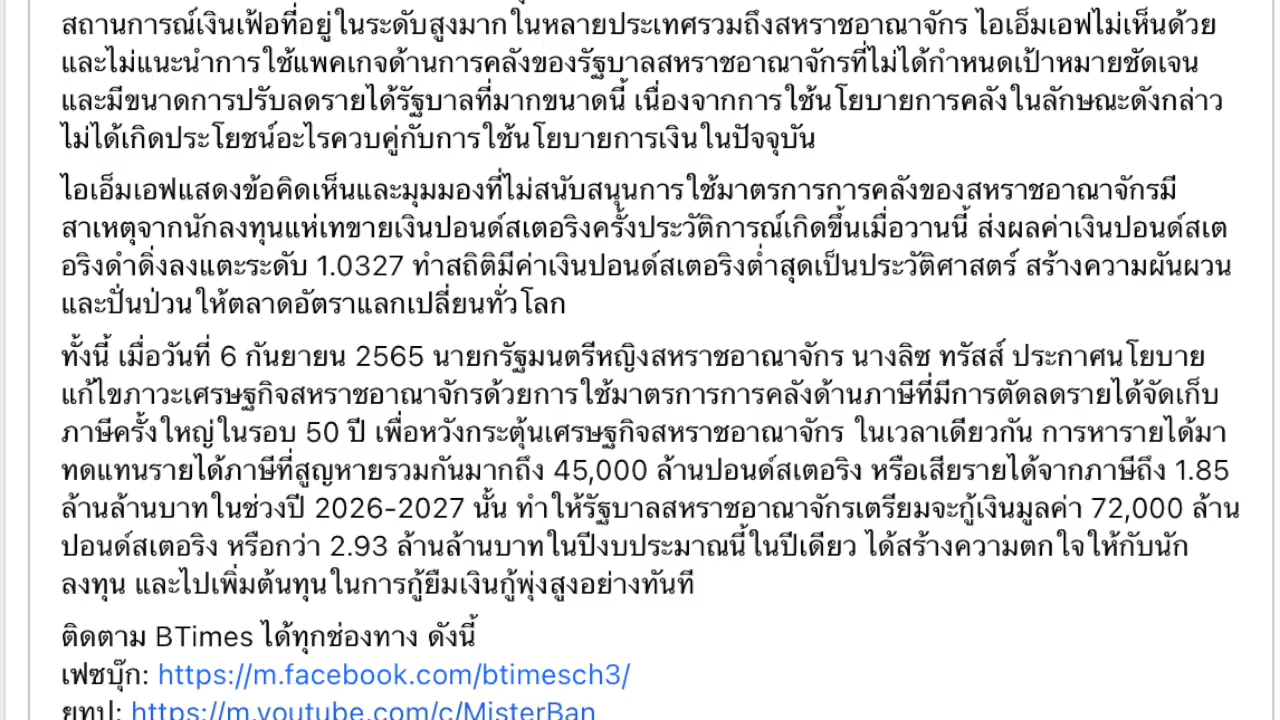 สถานการณ์เงินเฟ้อที่อยู่ในระดับสูงมากในหลายประเทศรวมถึงสหราชอาณาจักร ไอเอ็มเอฟไม่เห็นด้วย
และไม่แนะนำการใช้แพคเกจด้านการคลังของรัฐบาลสหราชอาณาจักรที่ไม่ได้กำหนดเป้าหมายชัดเจน
และมีขนาดการปรับลดรายได้รัฐบาลที่มากขนาดนี้ เนื่องจากการใช้นโยบายการคลังในลักษณะดังกล่าว
ไม่ได้เกิดประโยชน์อะไรควบคู่กับการใช้นโยบายการเงินในปัจจุบัน
ไอเอ็มเอฟแสดงข้อคิดเห็นและมุมมองที่ไม่สนับสนุนการใช้มาตรการการคลังของสหราชอาณาจักรมี
สาเหตุจากนักลงทุนแห่เทขายเงินปอนด์สเตอริงครั้งประวัติการณ์เกิดขึ้นเมื่อวานนี้ ส่งผลค่าเงินปอนด์สเต
อริงดำดิ่งลงแตะระดับ 1.0327 ทำสถิติมีค่าเงินปอนด์สเตอริงต่ำสุดเป็นประวัติศาสตร์ สร้างความผันผวน
และปั่นป่วนให้ตลาดอัตราแลกเปลี่ยนทั่วโลก
ทั้งนี้ เมื่อวันที่ 6 กันยายน 2565 นายกรัฐมนตรีหญิงสหราชอาณาจักร นางลิซ ทรัสส์ ประกาศนโยบาย
แก้ไขภาวะเศรษฐกิจสหราชอาณาจักรด้วยการใช้มาตรการการคลังด้านภาษีที่มีการตัดลดรายได้จัดเก็บ
ภาษีครั้งใหญ่ในรอบ 50 ปี เพื่อหวังกระตุ้นเศรษฐกิจสหราชอาณาจักร ในเวลาเดียวกัน การหารายได้มา
ทดแทนรายได้ภาษีที่สูญหายรวมกันมากถึง 45,000 ล้านปอนด์สเตอริง หรือเสียรายได้จากภาษีถึง 1.85
ล้านล้านบาทในช่วงปี 2026-2027 นั้น ทำให้รัฐบาลสหราชอาณาจักรเตรียมจะกู้เงินมูลค่า 72,000 ล้าน
ปอนด์สเตอริง หรือกว่า 2.93 ล้านล้านบาทในปีงบประมาณนี้ในปีเดียว ได้สร้างความตกใจให้กับนัก
ลงทุน และไปเพิ่มต้นทุนในการกู้ยืมเงินกู้พุ่งสูงอย่างทันที
ติดตาม BTimes ได้ทุกช่องทาง ดังนี้
เฟซบุ๊ก: https://m.facebook.com/btimesch3/
ยูทูป: https://m.youtube.com/c/MisterBan